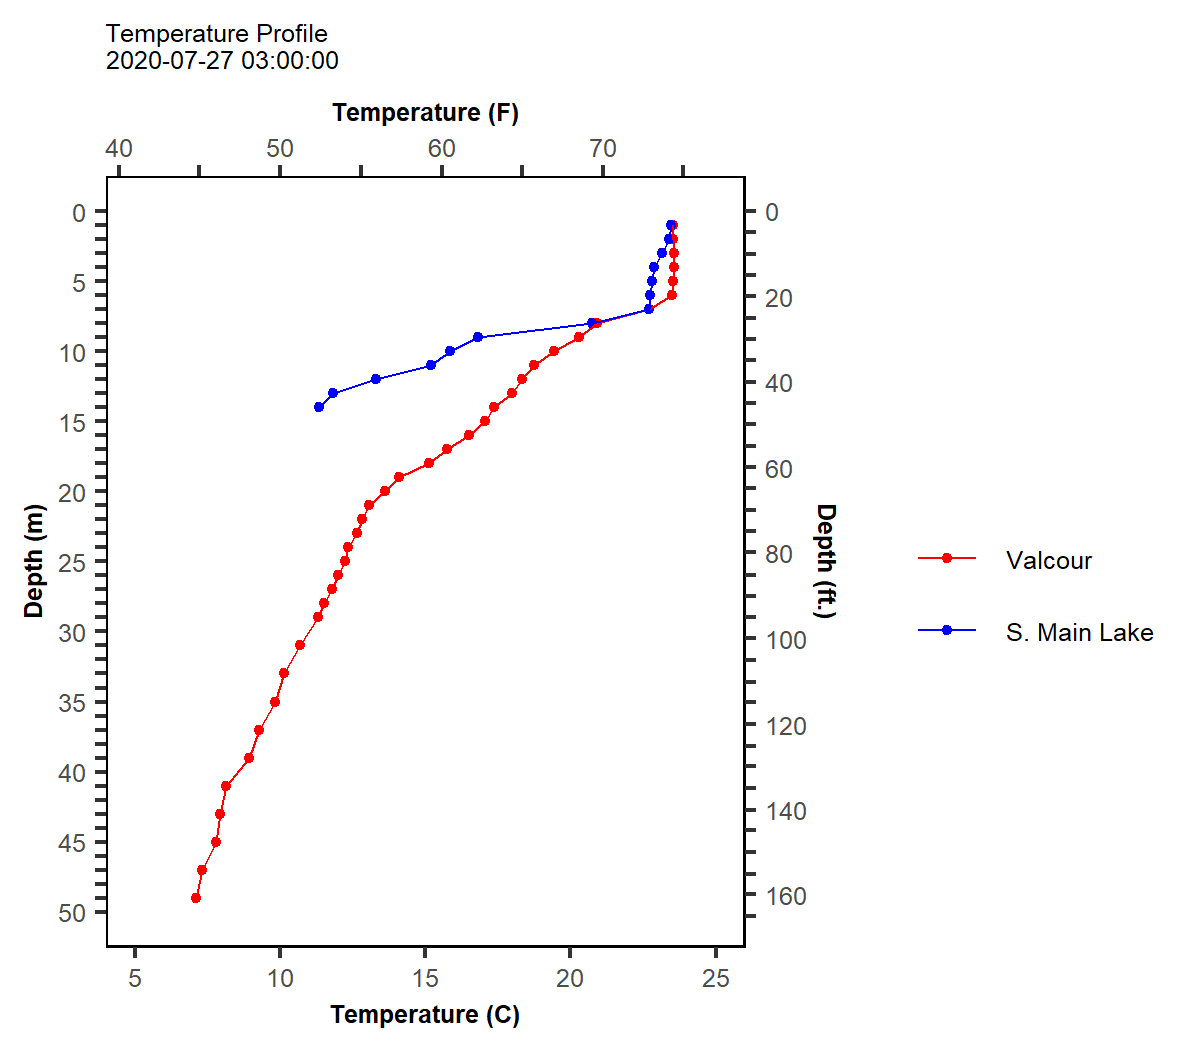 Temperature Profile
2020-07-27 03:00:00
Temperature (F)
40 50 60 70
0
5
10
15
20
25
30
35
40
45
50
Depth (m)
0
20
40
60
80
100
120
140
160
Depth (ft.)
Valcour
S. Main Lake
5 10 15 20 25
Temperature (C)